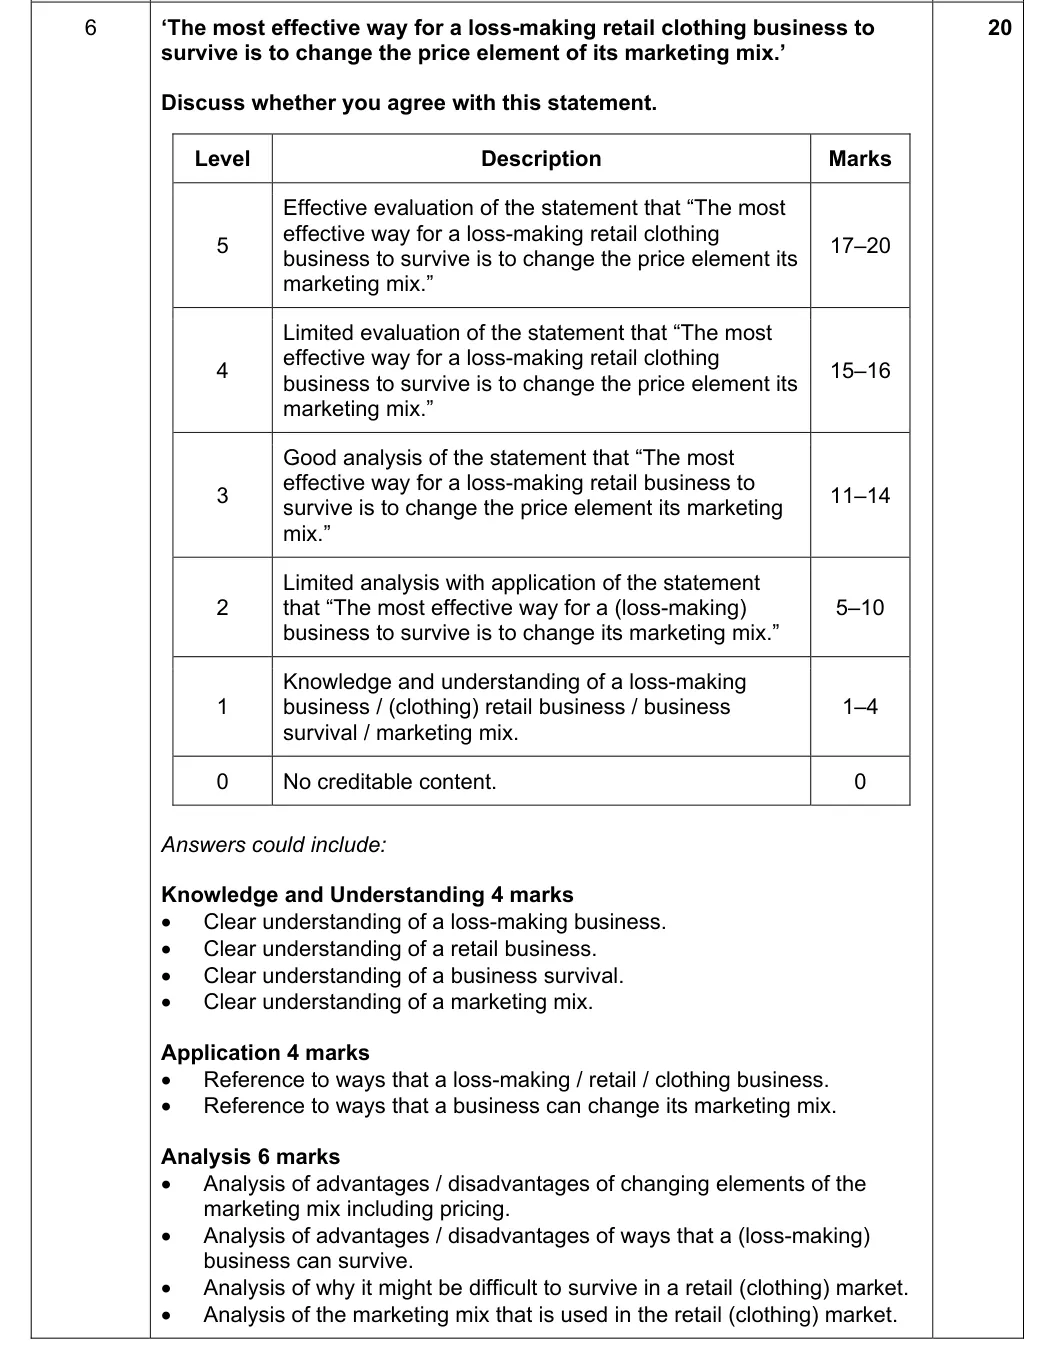 6
‘The most effective way for a loss-making retail clothing business to
survive is to change the price element of its marketing mix.’
20
Discuss whether you agree with this statement.
Level Description Marks
5
Effective evaluation of the statement that “The most
effective way for a loss-making retail clothing
business to survive is to change the price element its
marketing mix.”
17–20
4
Limited evaluation of the statement that “The most
effective way for a loss-making retail clothing
business to survive is to change the price element its
marketing mix.”
15–16
3
Good analysis of the statement that “The most
effective way for a loss-making retail business to
survive is to change the price element its marketing
mix.”
11–14
2
Limited analysis with application of the statement
that “The most effective way for a (loss-making)
business to survive is to change its marketing mix.”
5–10
1
Knowledge and understanding of a loss-making
business / (clothing) retail business / business
survival / marketing mix.
1–4
0 No creditable content. 0
Answers could include:
Knowledge and Understanding 4 marks
• Clear understanding of a loss-making business.
• Clear understanding of a retail business.
• Clear understanding of a business survival.
• Clear understanding of a marketing mix.
Application 4 marks
• Reference to ways that a loss-making / retail / clothing business.
• Reference to ways that a business can change its marketing mix.
Analysis 6 marks
• Analysis of advantages / disadvantages of changing elements of the
marketing mix including pricing.
• Analysis of advantages / disadvantages of ways that a (loss-making)
business can survive.
• Analysis of why it might be difficult to survive in a retail (clothing) market.
• Analysis of the marketing mix that is used in the retail (clothing) market.